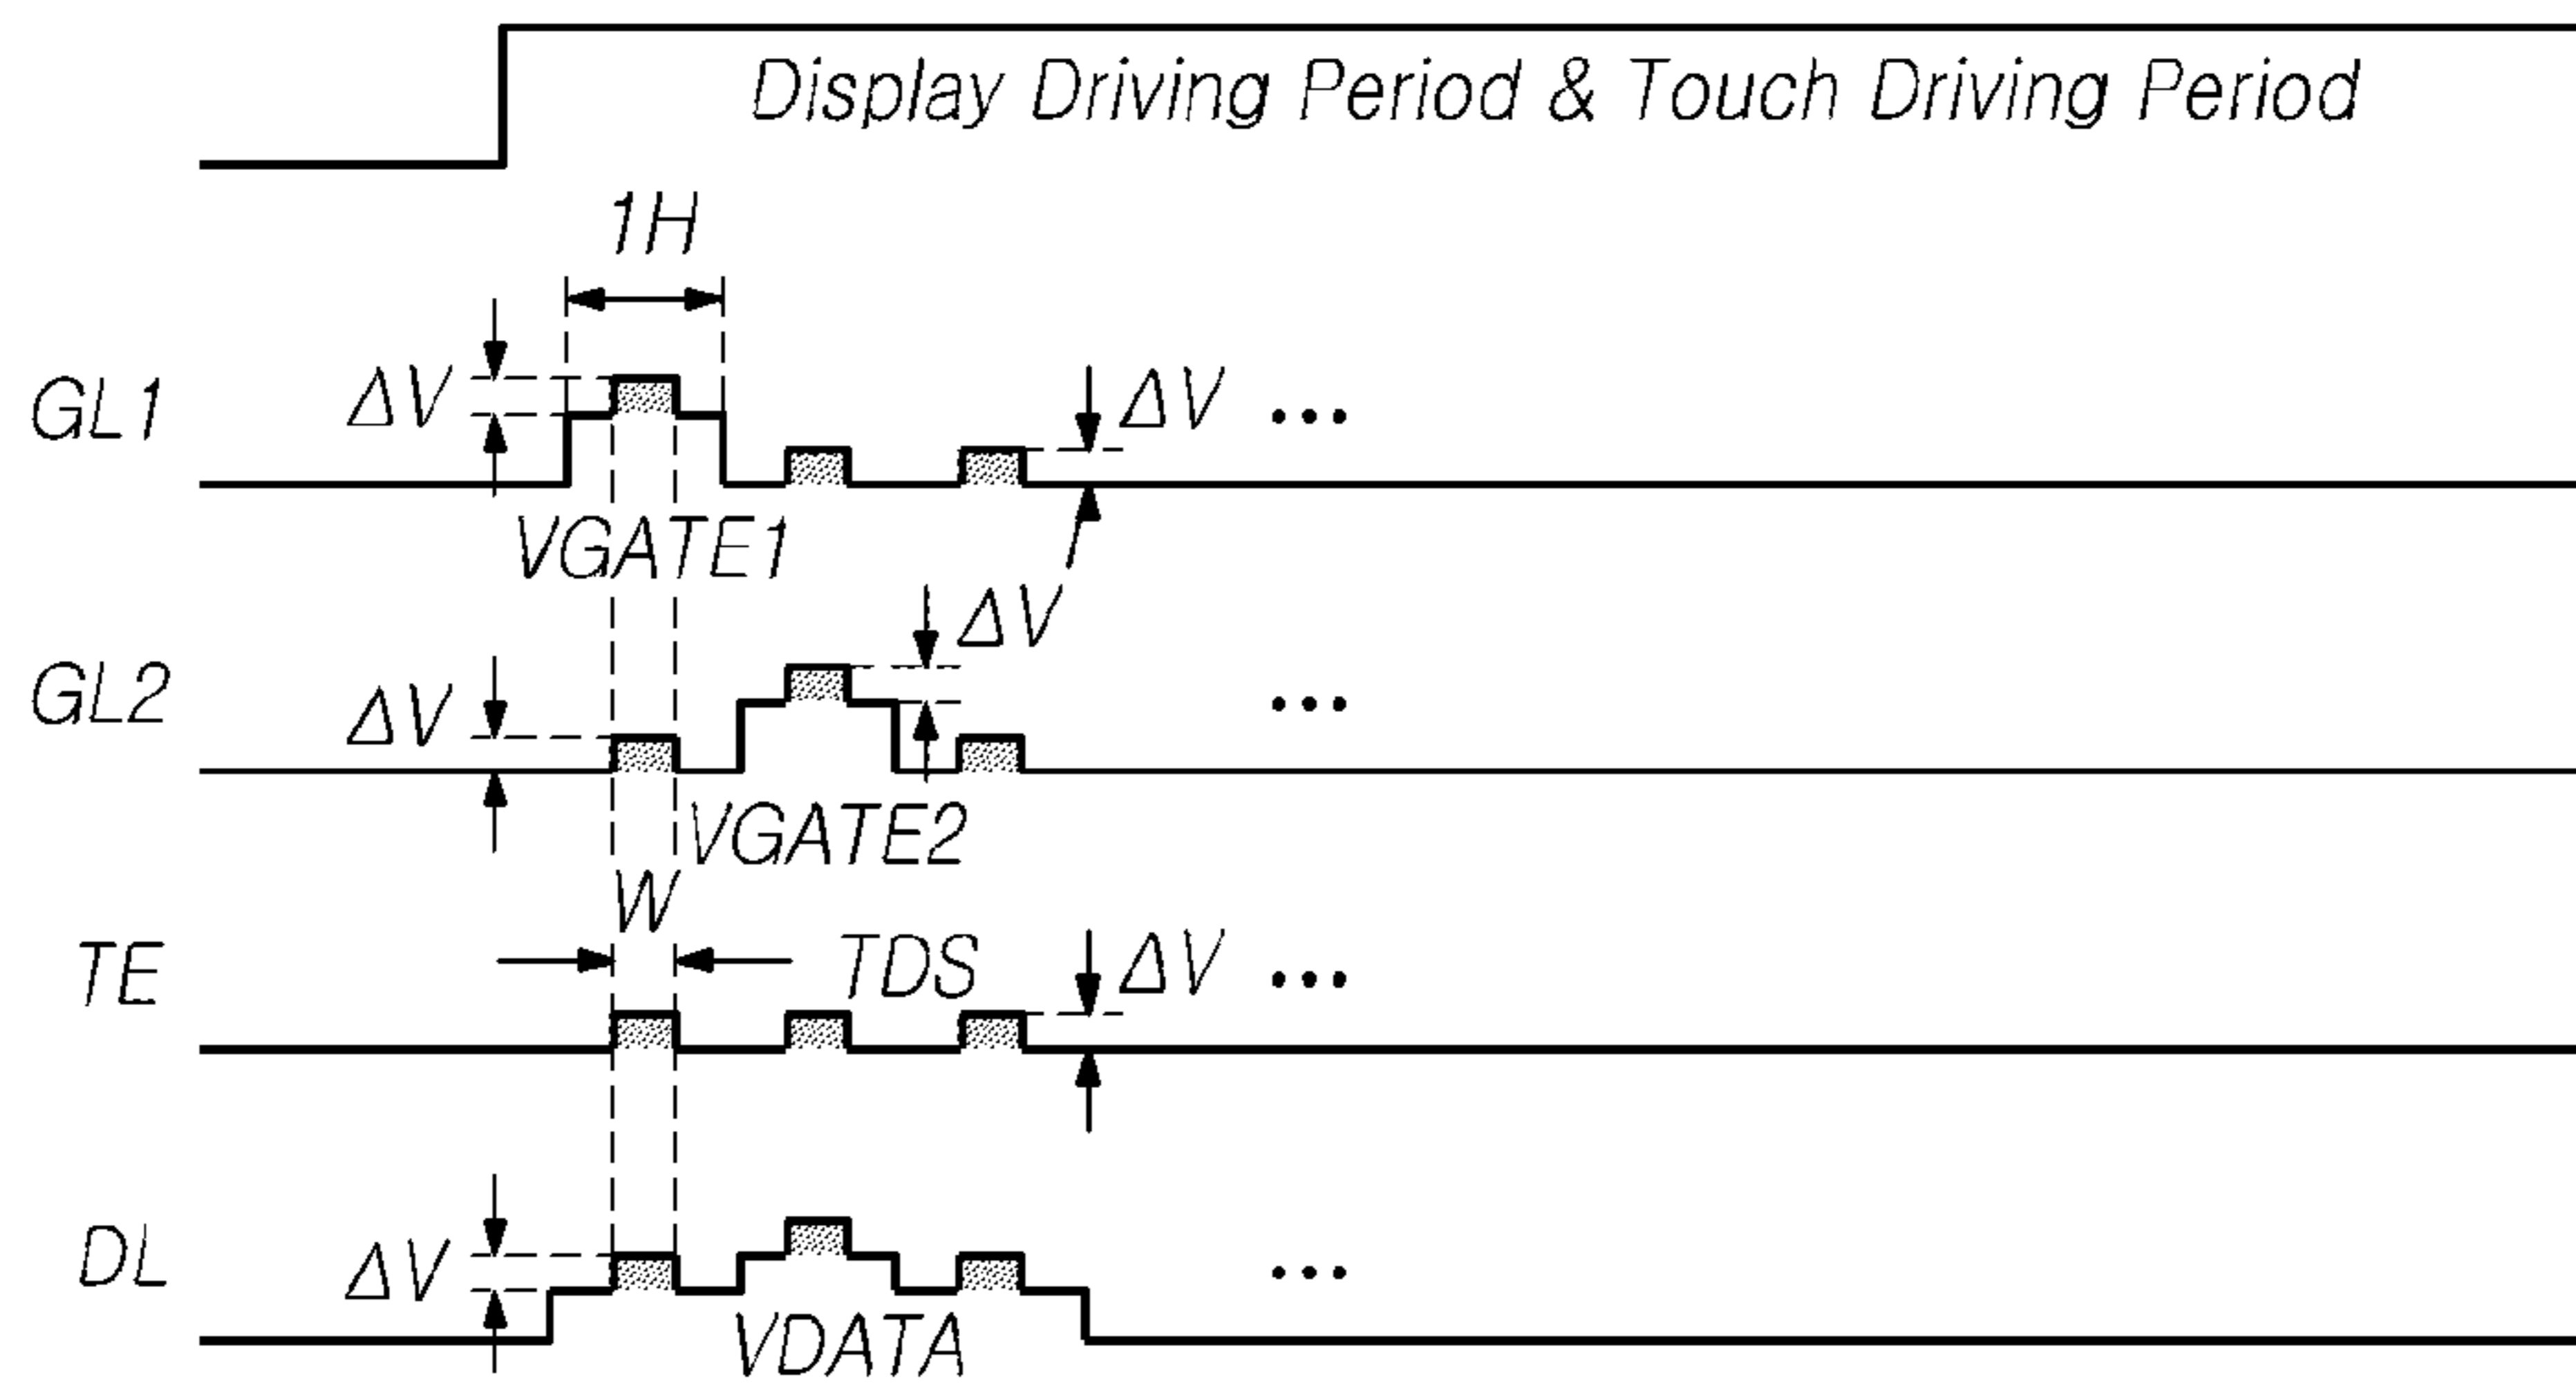 Display Driving Period & Touch Driving Period
1H
GL1
ΔV
ΔV
...
VGATE1
ΔV
GL2
ΔV
...
VGATE2
W
TE
TDS
ΔV
...
DL
ΔV
...
VDATA